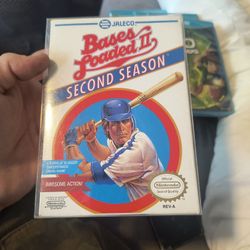 JALECO
Bases
Loaded II
SECOND SEASON
AWESOME ACTION!
Official
Nintendo
Seal of Quality
REV-A